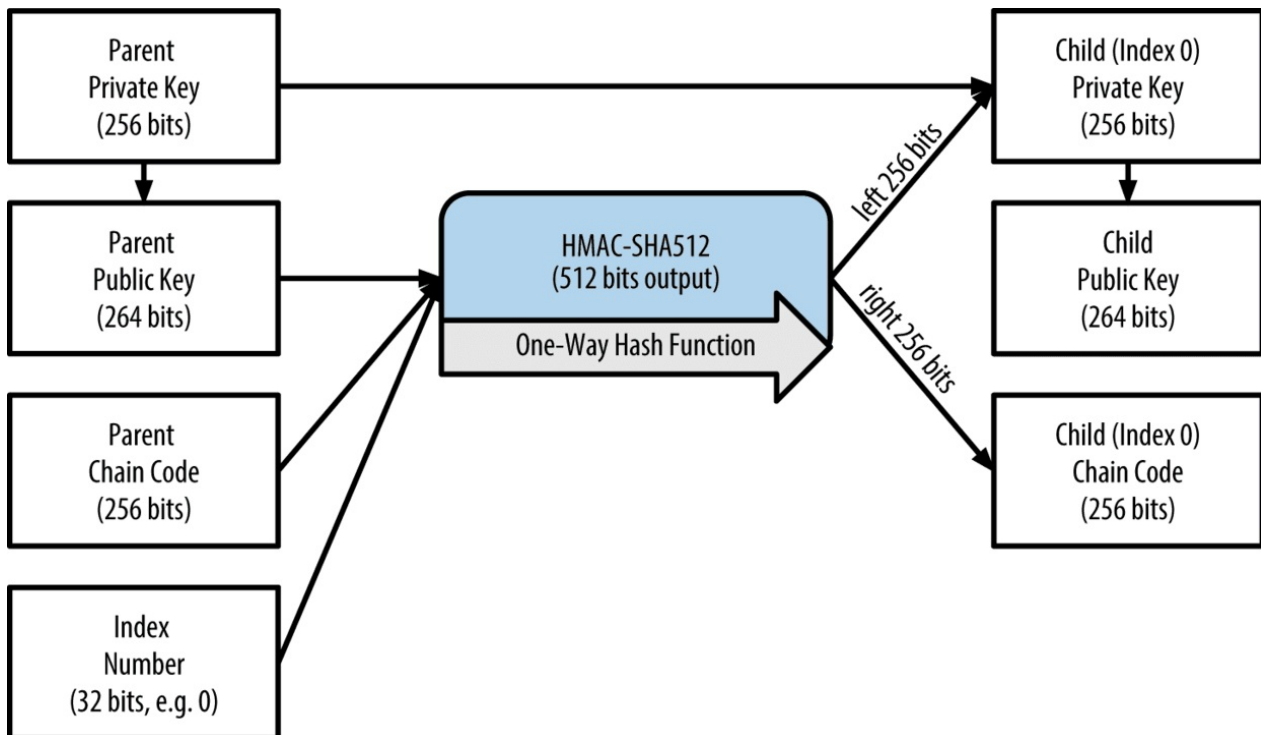 Parent
Private Key
(256 bits)
Parent
Public Key
(264 bits)
Parent
Chain Code
(256 bits)
Index
Number
(32 bits, e.g. 0)
HMAC-SHA512
(512 bits output)
One-Way Hash Function
left 256 bits
right 256 bits
Child (Index 0)
Private Key
(256 bits)
Child
Public Key
(264 bits)
Child (Index 0)
Chain Code
(256 bits)